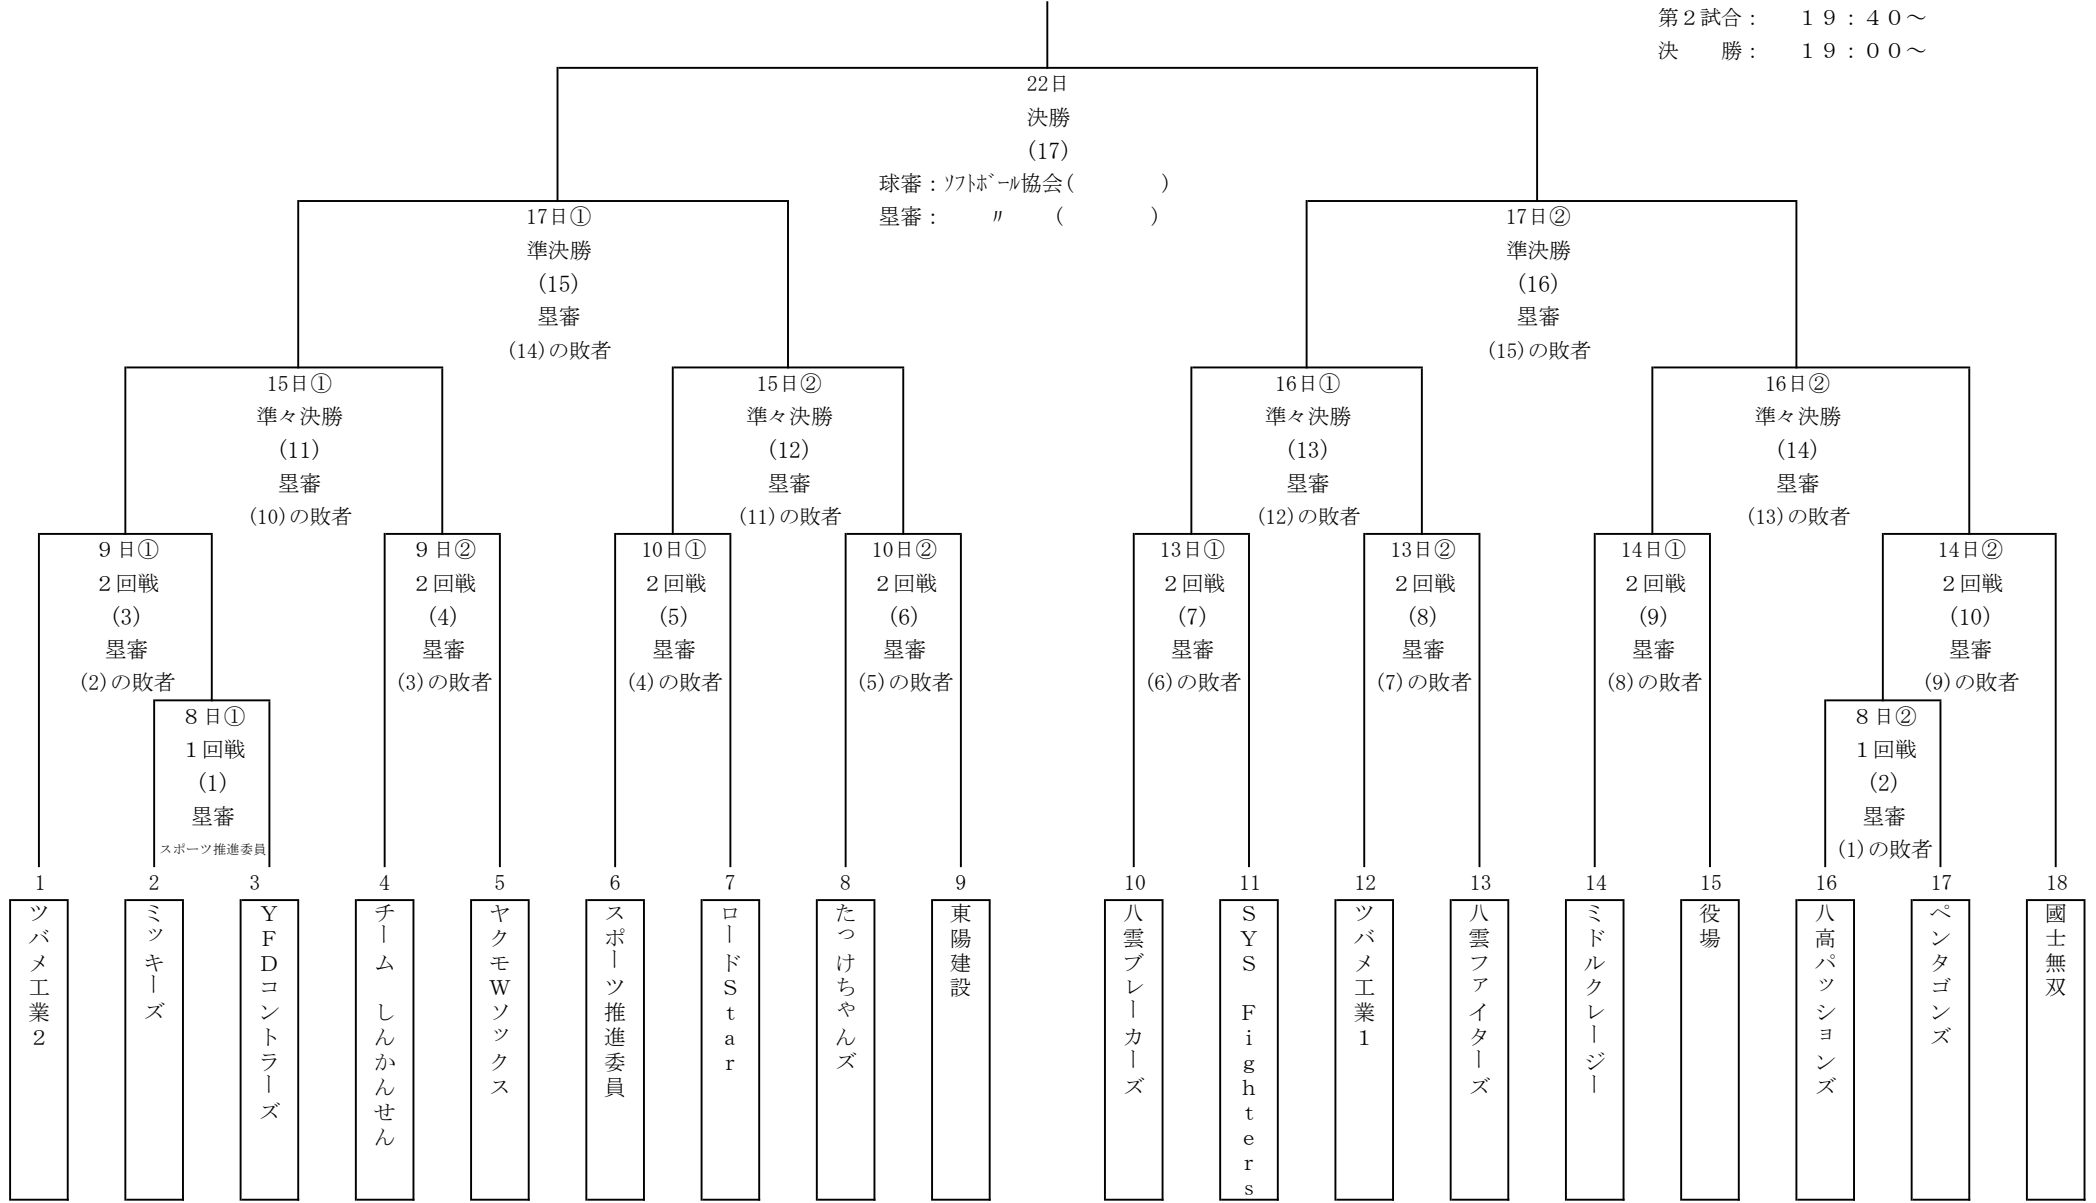 第２試合：　１９：４０～
決　　勝：　１９：００～
22日
決勝
(17)
球審：ｿﾌﾄﾎﾞｰﾙ協会(　　　　)
塁審：　　〃　　(　　　　)
17日①
準決勝
(15)
塁審
(14)の敗者
17日②
準決勝
(16)
塁審
(15)の敗者
15日①
準々決勝
(11)
塁審
(10)の敗者
15日②
準々決勝
(12)
塁審
(11)の敗者
16日①
準々決勝
(13)
塁審
(12)の敗者
16日②
準々決勝
(14)
塁審
(13)の敗者
９日①
２回戦
(3)
塁審
(2)の敗者
９日②
２回戦
(4)
塁審
(3)の敗者
10日①
２回戦
(5)
塁審
(4)の敗者
10日②
２回戦
(6)
塁審
(5)の敗者
13日①
２回戦
(7)
塁審
(6)の敗者
13日②
２回戦
(8)
塁審
(7)の敗者
14日①
２回戦
(9)
塁審
(8)の敗者
14日②
２回戦
(10)
塁審
(9)の敗者
８日①
１回戦
(1)
塁審
スポーツ推進委員
８日②
１回戦
(2)
塁審
(1)の敗者
1
ツバメ工業２
2
ミッキーズ
3
ＹＦＤコントラーズ
4
チーム　しんかんせん
5
ヤクモＷソックス
6
スポーツ推進委員
7
ロードＳｔａｒ
8
たっけちゃんズ
9
東陽建設
10
八雲ブレーカーズ
11
ＳＹＳ　Ｆｉｇｈｔｅｒｓ
12
ツバメ工業１
13
八雲ファイターズ
14
ミドルクレージー
15
役場
16
八高パッションズ
17
ペンタゴンズ
18
國士無双